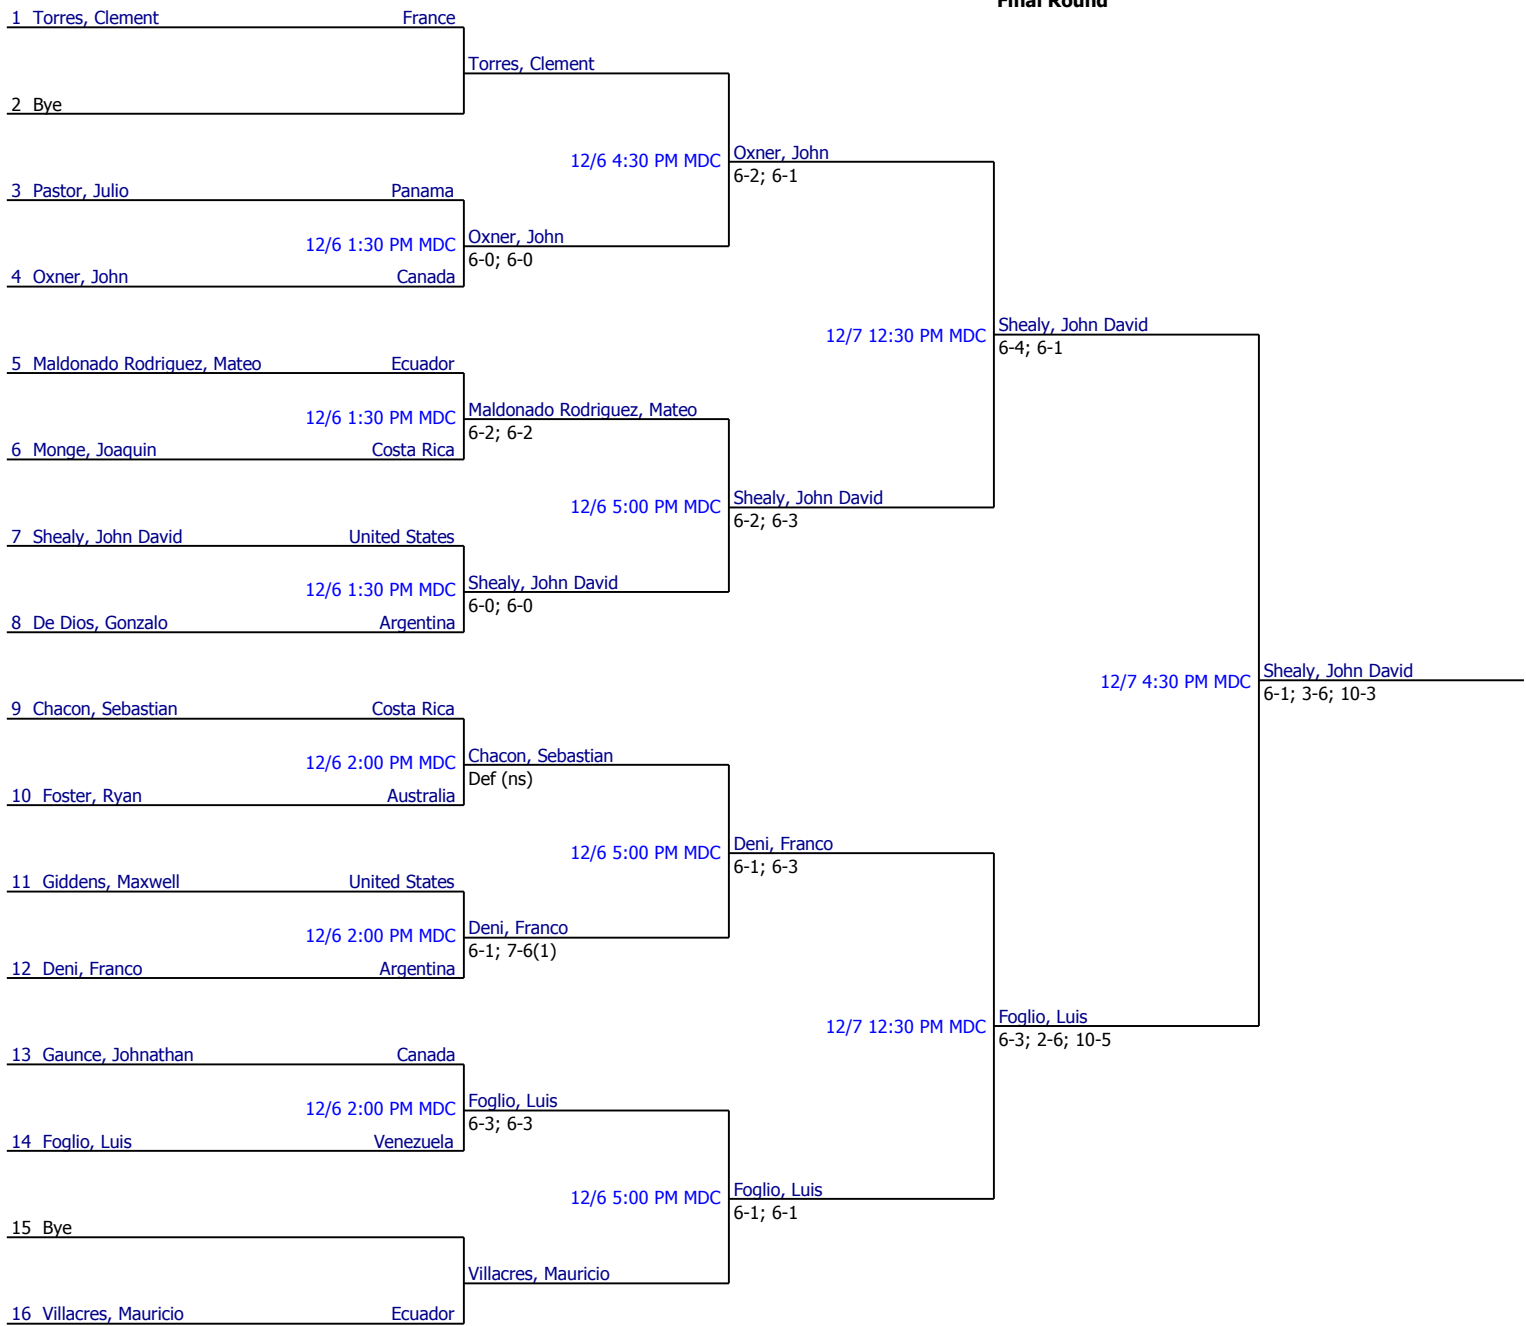 Final Round
1 Torres, Clement France
Torres, Clement
2 Bye
12/6 4:30 PM MDC Oxner, John
6-2; 6-1
3 Pastor, Julio Panama
12/6 1:30 PM MDC Oxner, John
6-0; 6-0
4 Oxner, John Canada
12/7 12:30 PM MDC Shealy, John David
6-4; 6-1
5 Maldonado Rodriguez, Mateo Ecuador
12/6 1:30 PM MDC Maldonado Rodriguez, Mateo
6-2; 6-2
6 Monge, Joaquin Costa Rica
12/6 5:00 PM MDC Shealy, John David
6-2; 6-3
7 Shealy, John David United States
12/6 1:30 PM MDC Shealy, John David
6-0; 6-0
8 De Dios, Gonzalo Argentina
12/7 4:30 PM MDC Shealy, John David
6-1; 3-6; 10-3
9 Chacon, Sebastian Costa Rica
12/6 2:00 PM MDC Chacon, Sebastian
Def (ns)
10 Foster, Ryan Australia
12/6 5:00 PM MDC Deni, Franco
6-1; 6-3
11 Giddens, Maxwell United States
12/6 2:00 PM MDC Deni, Franco
6-1; 7-6(1)
12 Deni, Franco Argentina
12/7 12:30 PM MDC Foglio, Luis
6-3; 2-6; 10-5
13 Gaunce, Johnathan Canada
12/6 2:00 PM MDC Foglio, Luis
6-3; 6-3
14 Foglio, Luis Venezuela
12/6 5:00 PM MDC Foglio, Luis
6-1; 6-1
15 Bye
Villacres, Mauricio
16 Villacres, Mauricio Ecuador